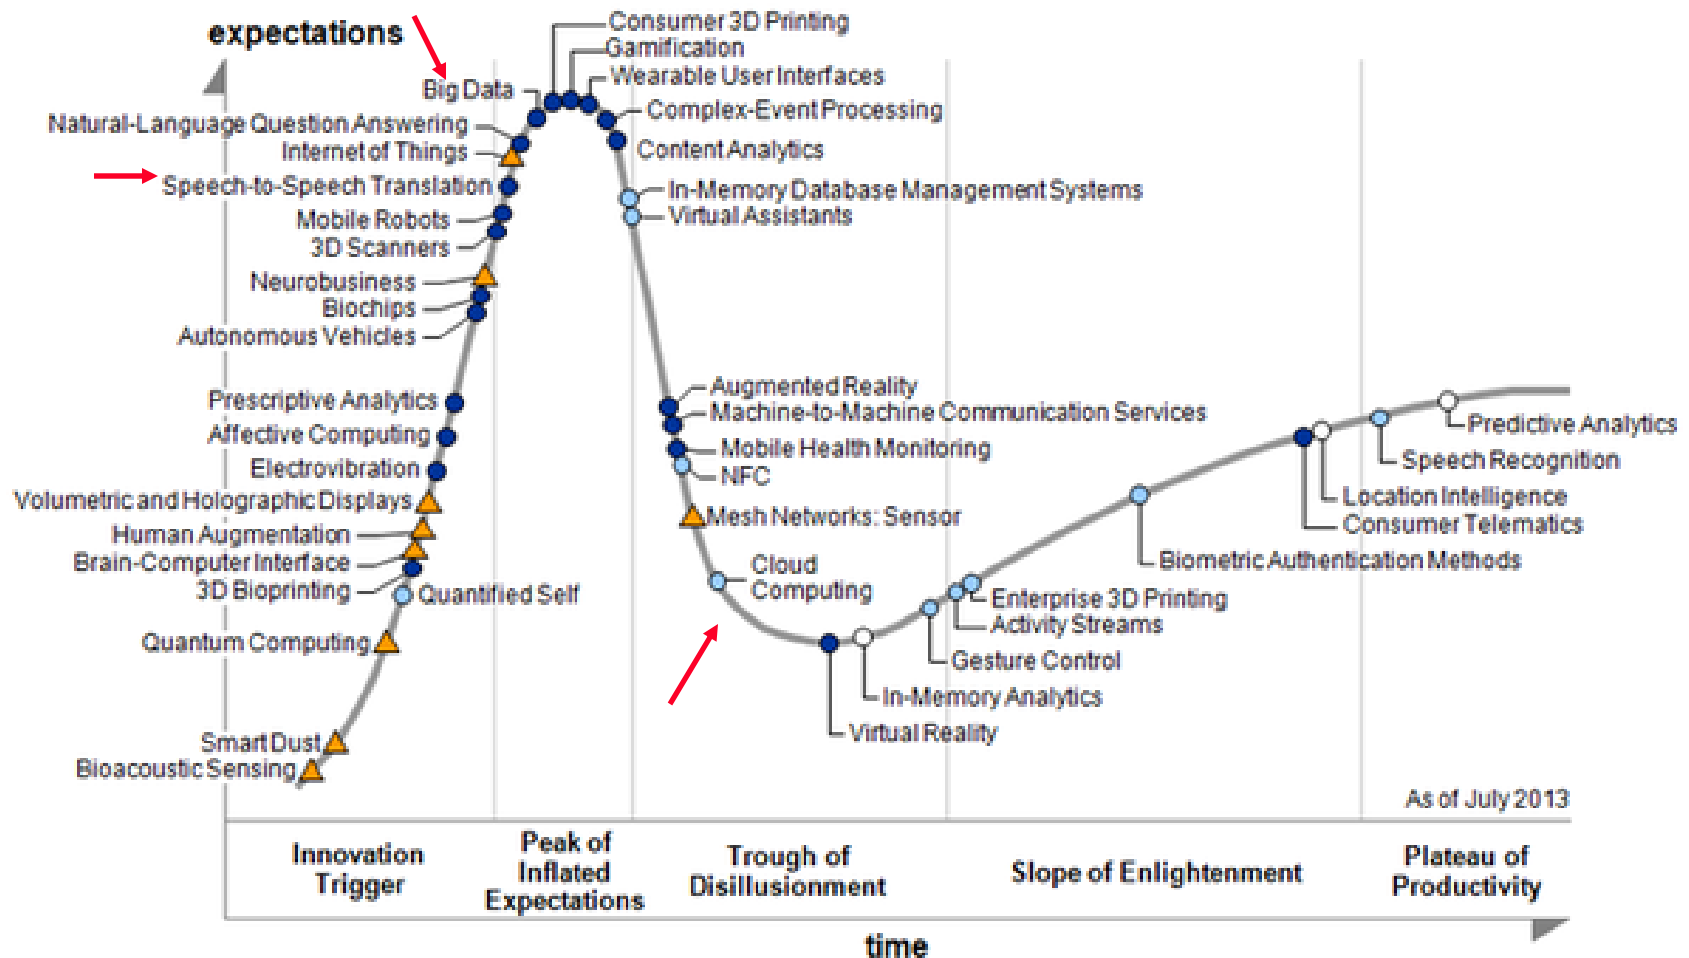 expectations
Consumer 3D Printing
Gamification
Wearable User Interfaces
Big Data
Complex-Event Processing
Natural-Language Question Answering
Content Analytics
Internet of Things
Speech-to-Speech Translation
In-Memory Database Management Systems
Virtual Assistants
Mobile Robots
3D Scanners
Neurobusiness
Biochips
Autonomous Vehicles
Augmented Reality
Prescriptive Analytics
Machine-to-Machine Communication Services
Predictive Analytics
Affective Computing
Mobile Health Monitoring
Speech Recognition
Electrovibration
NFC
Location Intelligence
Volumetric and Holographic Displays
Mesh Networks: Sensor
Consumer Telematics
Human Augmentation
Brain-Computer Interface
Biometric Authentication Methods
Cloud
Computing
3D Bioprinting
Quantified Self
Enterprise 3D Printing
Activity Streams
Quantum Computing
Gesture Control
In-Memory Analytics
Virtual Reality
Smart Dust
Bioacoustic Sensing
As of July 2013
Innovation
Trigger
Peak of
Inflated
Expectations
Trough of
Disillusionment
Slope of Enlightenment
Plateau of
Productivity
time